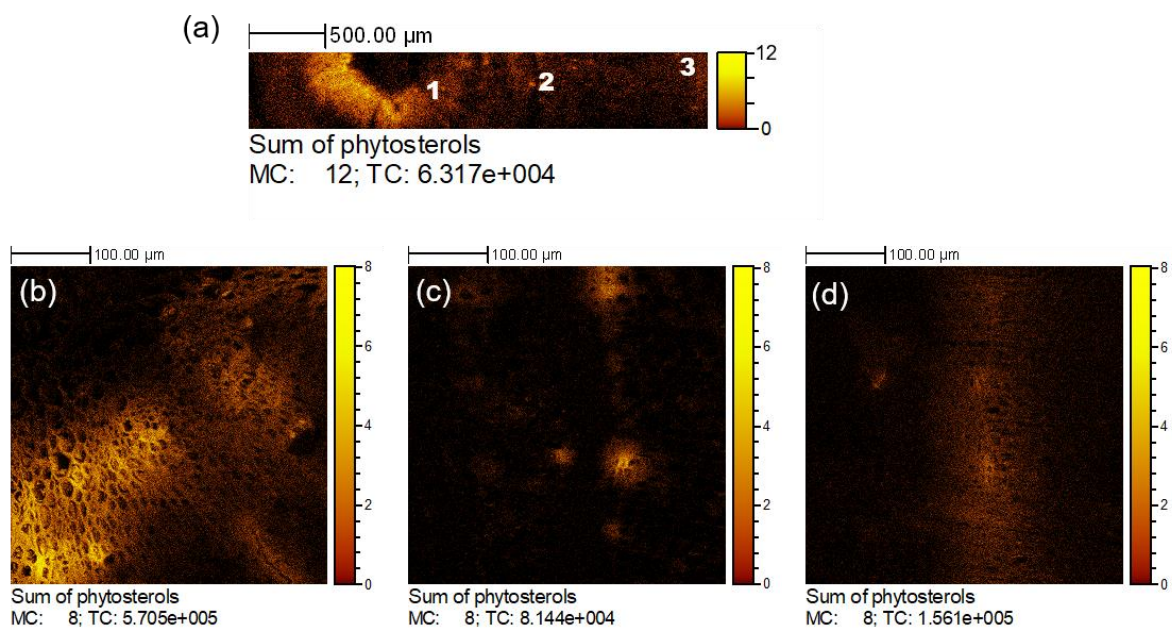 (a)
500.00 µm
1 2 3
12
0
Sum of phytosterols
MC: 12; TC: 6.317e+004
100.00 µm 100.00 µm 100.00 µm
(b) (c) (d)
8 8 8
6 6 6
4 4 4
2 2 2
0 0 0
Sum of phytosterols Sum of phytosterols Sum of phytosterols
MC: 8; TC: 5.705e+005 MC: 8; TC: 8.144e+004 MC: 8; TC: 1.561e+005